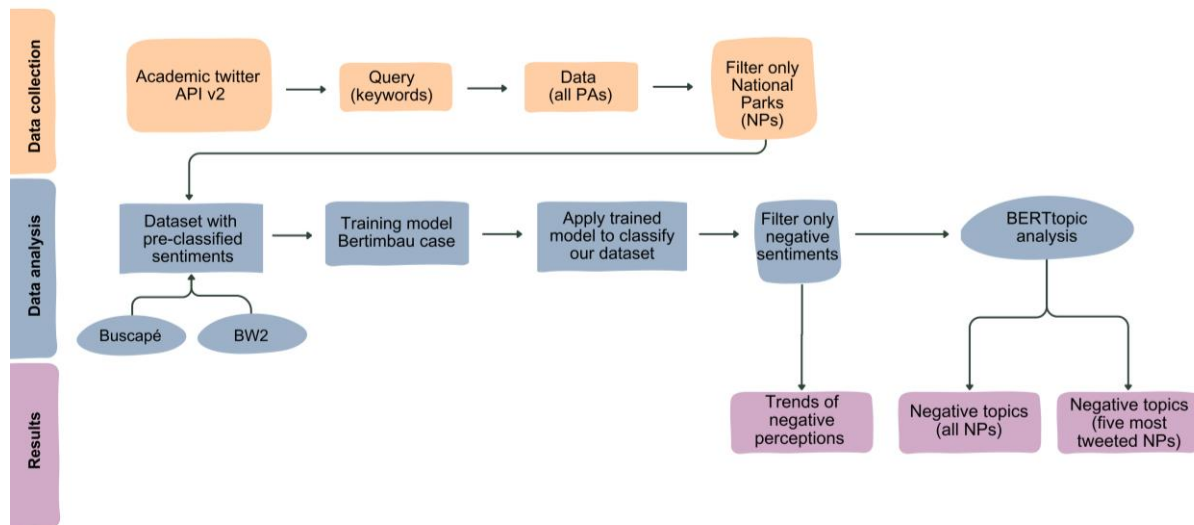 Data collection
Academic twitter
API v2
Query
(keywords)
Data
(all PAs)
Filter only
National
Parks
(NPs)
Data analysis
Dataset with
pre-classified
sentiments
Training model
Bertimbau case
Apply trained
model to classify
our dataset
Filter only
negative
sentiments
BERTtopic
analysis
Buscapé
BW2
Results
Trends of
negative
perceptions
Negative topics
(all NPs)
Negative topics
(five most
tweeted NPs)